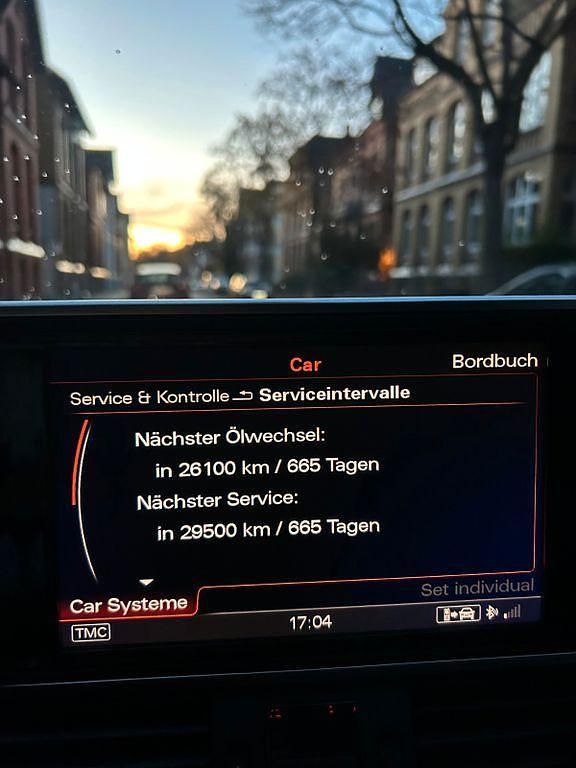 Car
Bordbuch
Service & Kontrolle Serviceintervalle
Nächster Ölwechsel:
in 26100 km / 665 Tagen
Nächster Service:
in 29500 km / 665 Tagen
Set individual
Car Systeme
TMC
17:04